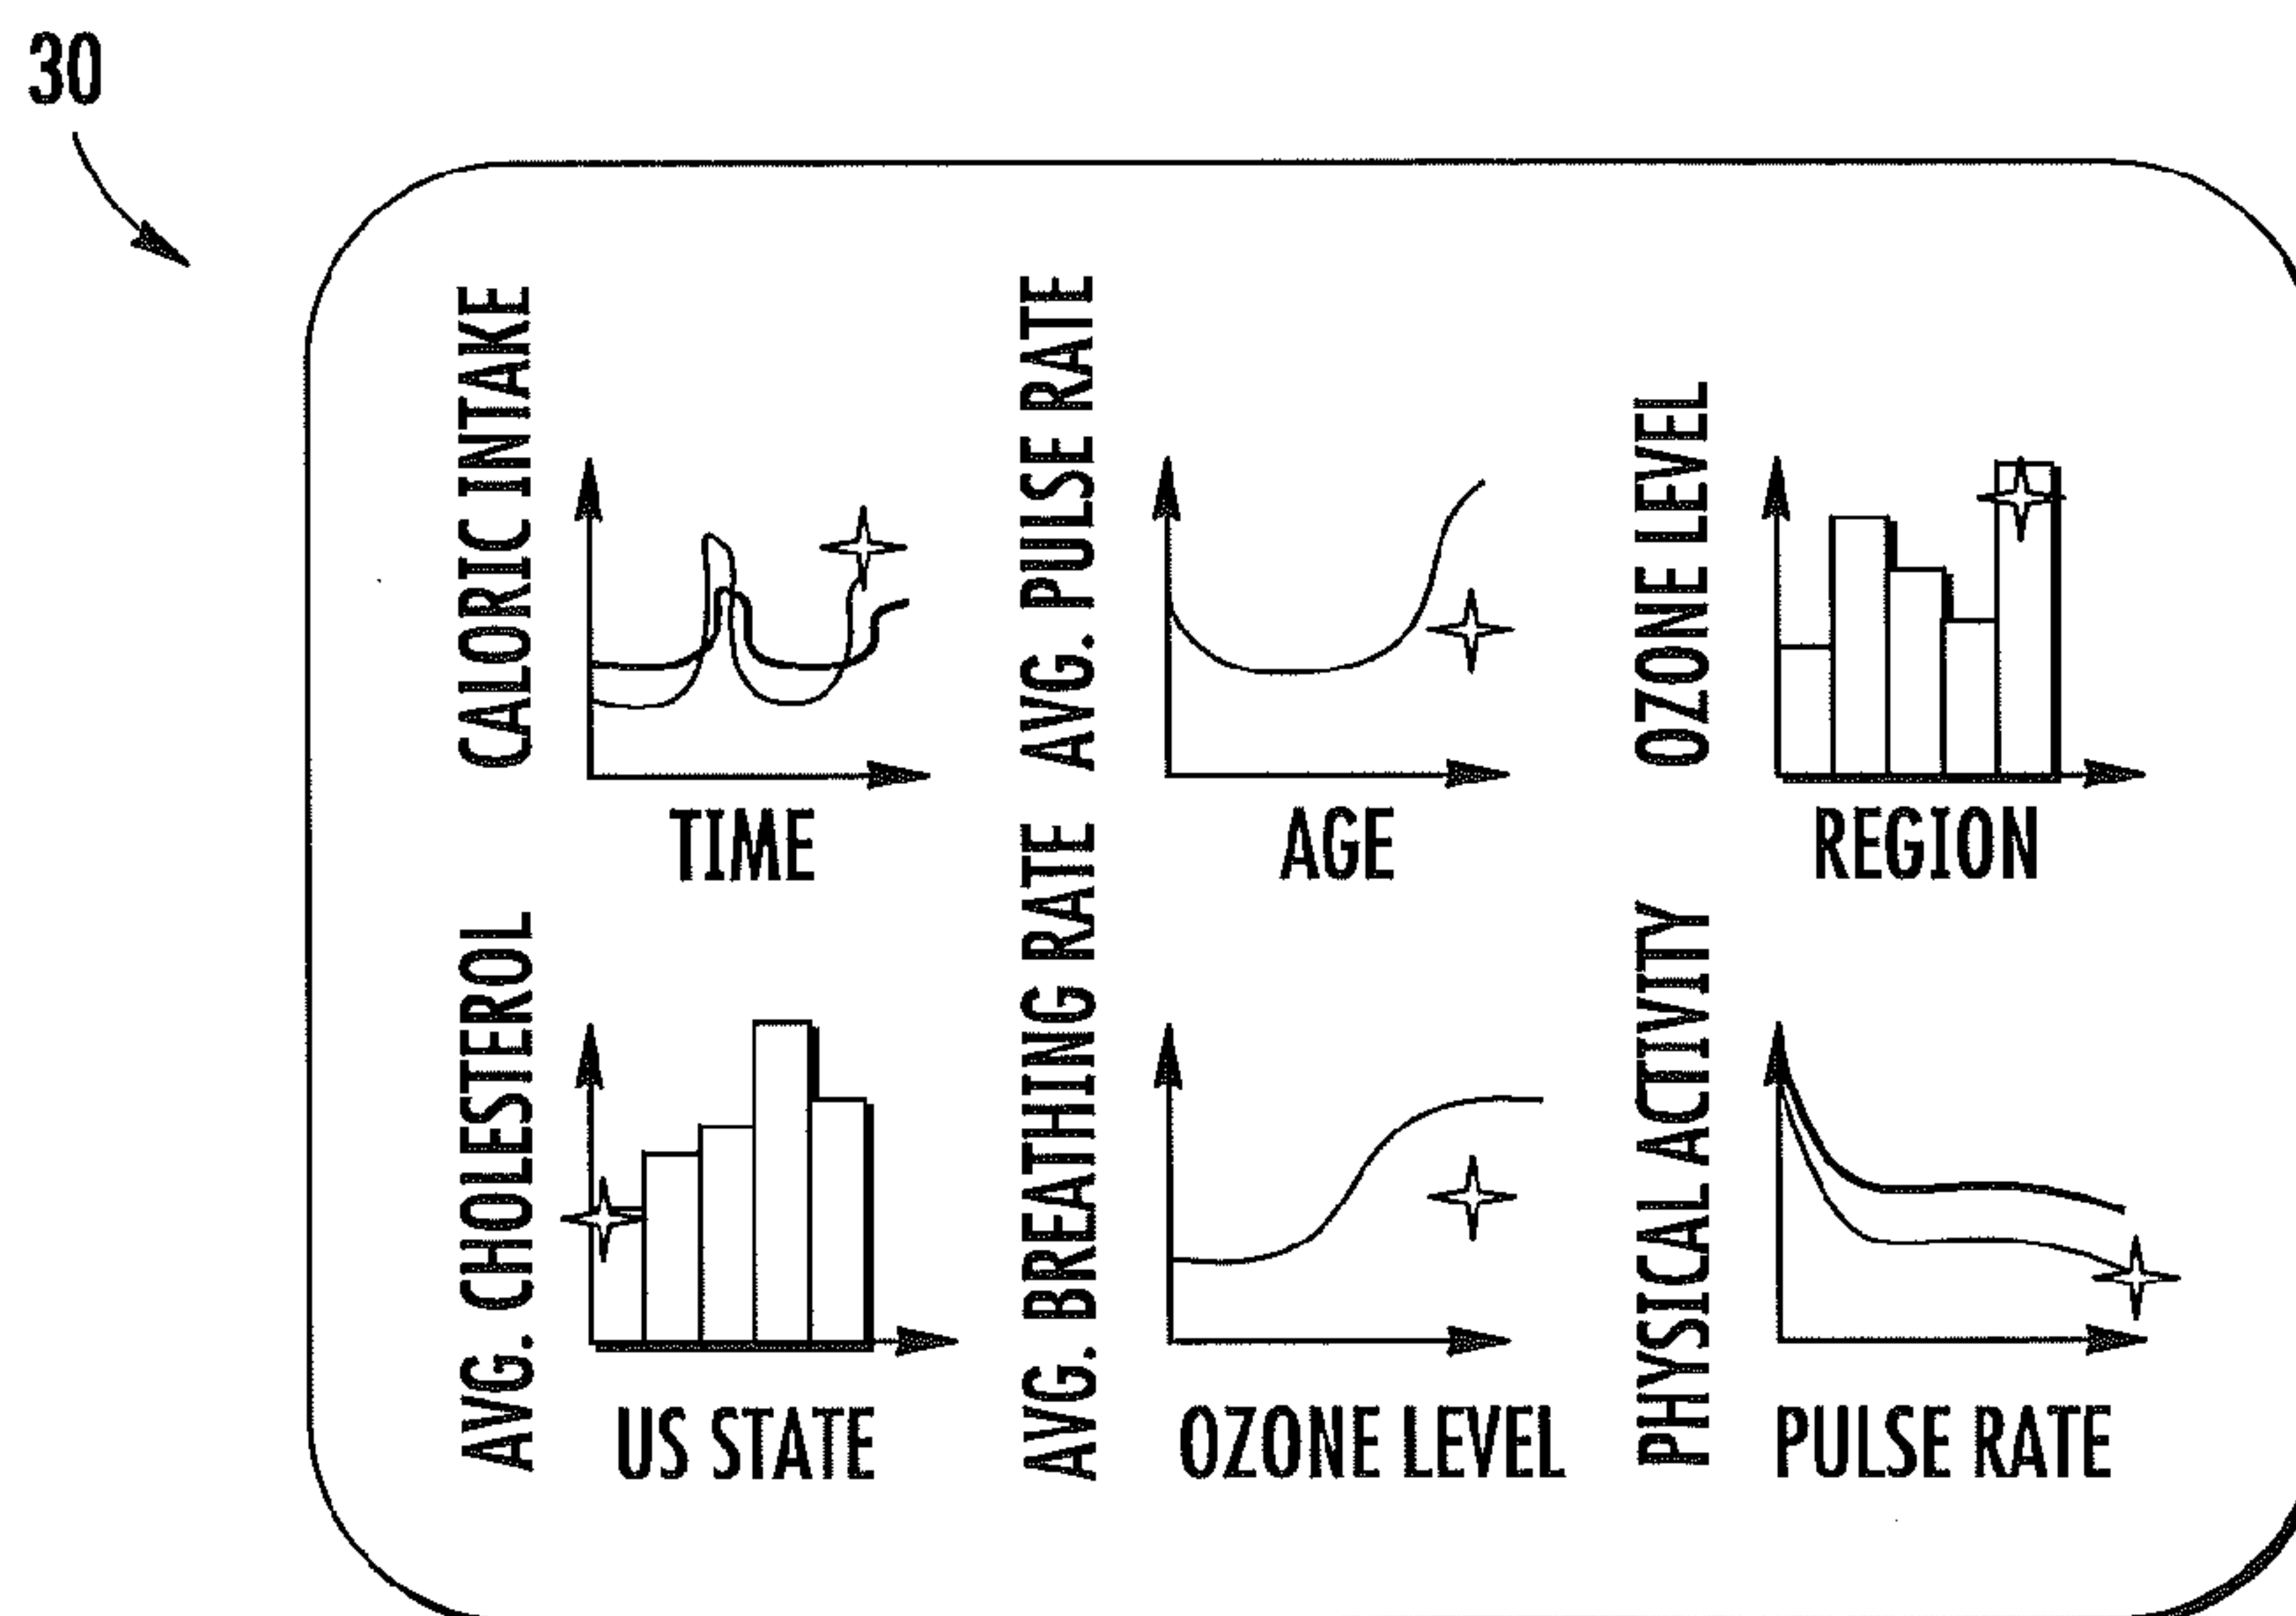 30
CALORIC INTAKE
TIME
AVG. PULSE RATE
AGE
OZONE LEVEL
REGION
AVG. CHOLESTEROL
US STATE
AVG. BREATHING RATE
OZONE LEVEL
PHYSICAL ACTIVITY
PULSE RATE